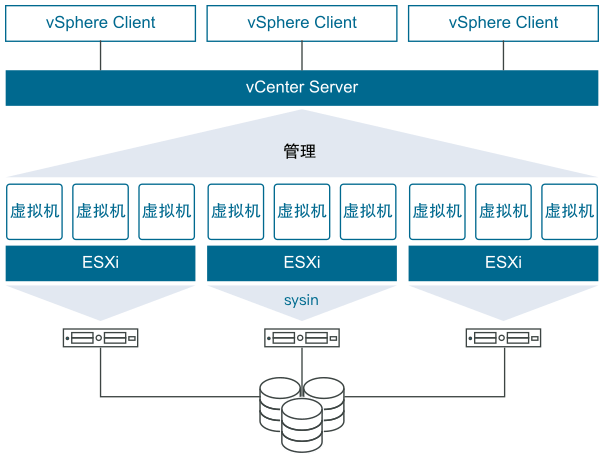 vSphere Client
vSphere Client
vSphere Client
vCenter Server
管理
虚拟机
虚拟机
虚拟机
虚拟机
虚拟机
虚拟机
虚拟机
虚拟机
虚拟机
ESXi
ESXi
ESXi
sysin